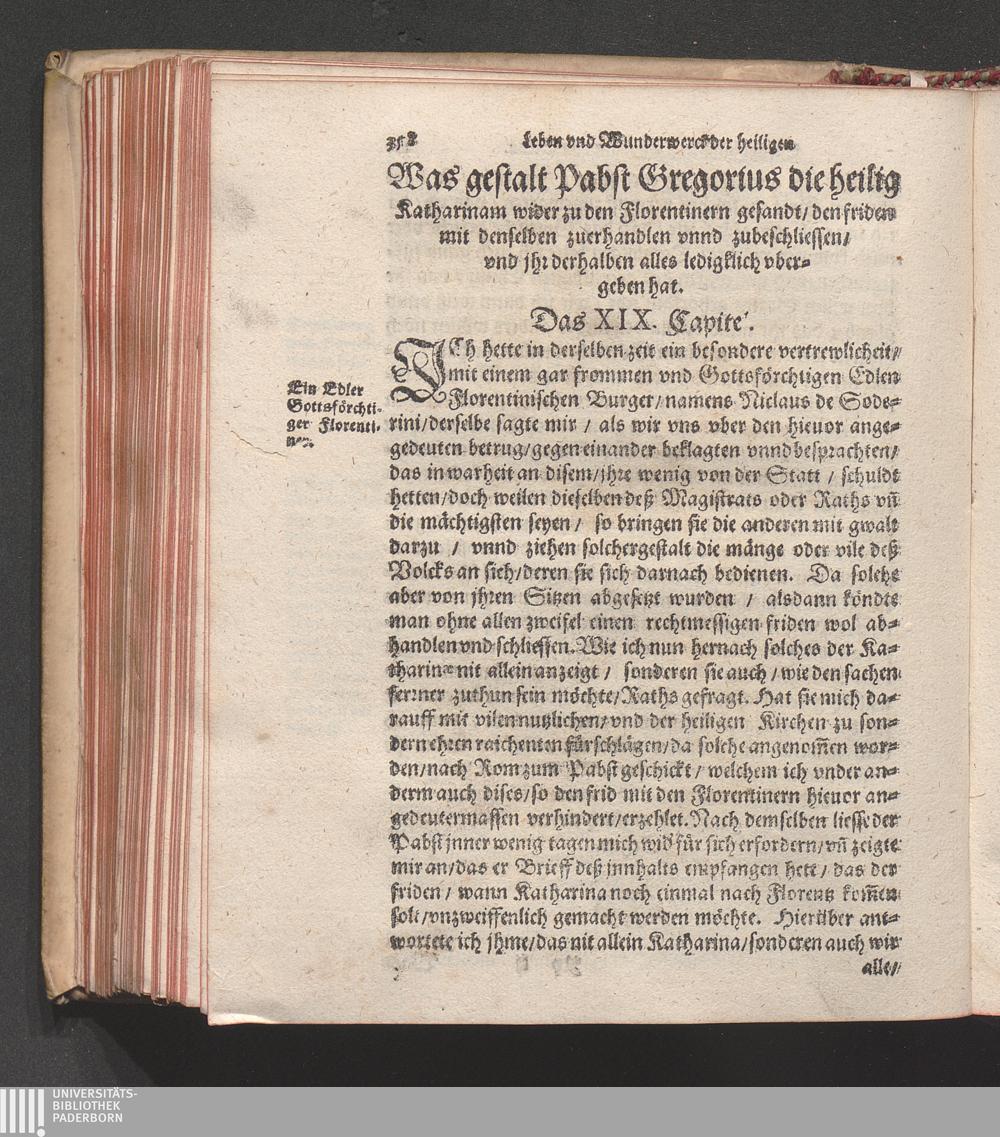 352 Leben vnd Wunderwerck der heiligen
Was gestalt Pabst Gregorius die heilig
Katharinam wider zu den Florentinern gesandt/ den friden
mit denselben zuerhandlen vnnd zubeschliessen/
vnd jhr derhalben alles lediglich vber-
geben hat.
Das XIX. Capitel.
ICh hette in derselben zeit ein besondere vertrewlicheit/
mit einem gar frommen vnd Gottsförchtigen Edlen
Florentinischen Burger/ namens Niclaus de Sode-
Ein Edler
Gottsförchti-
ger Florenti-
ner.
rini/ derselbe sagte mir / als wir vns vber den hieuor ange-
gedeuten betrug/ gegen einander beklagten vnnd besprachten/
das in warheit an disem/ jhre wenig von der Statt / schuldt
hetten/ doch weilen dieselben deß Magistrats oder Raths vñ
die mächtigsten seyen / so bringen sie die anderen mit gwalt
darzu / vnnd ziehen solchergestalt die mänge oder vile deß
Volcks an sich/ deren sie sich darnach bedienen. Da solche
aber von jhren Sitzen abgesetzt wurden / alsdann köndte
man ohne allen zweifel einen rechtmessigen friden wol ab-
handlen vnd schliessen. Wie ich nun hernach solches der Ka-
tharinæ nit allein anzeigt / sonderen sie auch / wie den sachen
ferrner zuthun sein möchte/ Raths gefragt. Hat sie mich da-
rauff mit vilen nutzlichen/ vnd der heiligen Kirchen zu son-
dern ehren raichenten fürschlägen/ da solche angenom̃en wor-
den/ nach Rom zum Pabst geschickt / welchem ich vnder an-
derm auch dises/ so den frid mit den Florentinern hieuor an-
gedeutermassen verhindert/ erzehlet. Nach demselben liesse der
Pabst jnner wenig tagen mich wid' für sich erfordern/ vñ zeigte
mir an/ das er Brieff deß jnnhalts empfangen hete / das der
friden / wann Katharina noch einmal nach Florentz kom̃en
solt/ vnzweiffenlich gemacht werden möchte. Hierüber ant-
wortete ich jhme/ das nit allein Katharina/ sonderen auch wir
alle/
UNIVERSITÄTS-
BIBLIOTHEK
PADERBORN